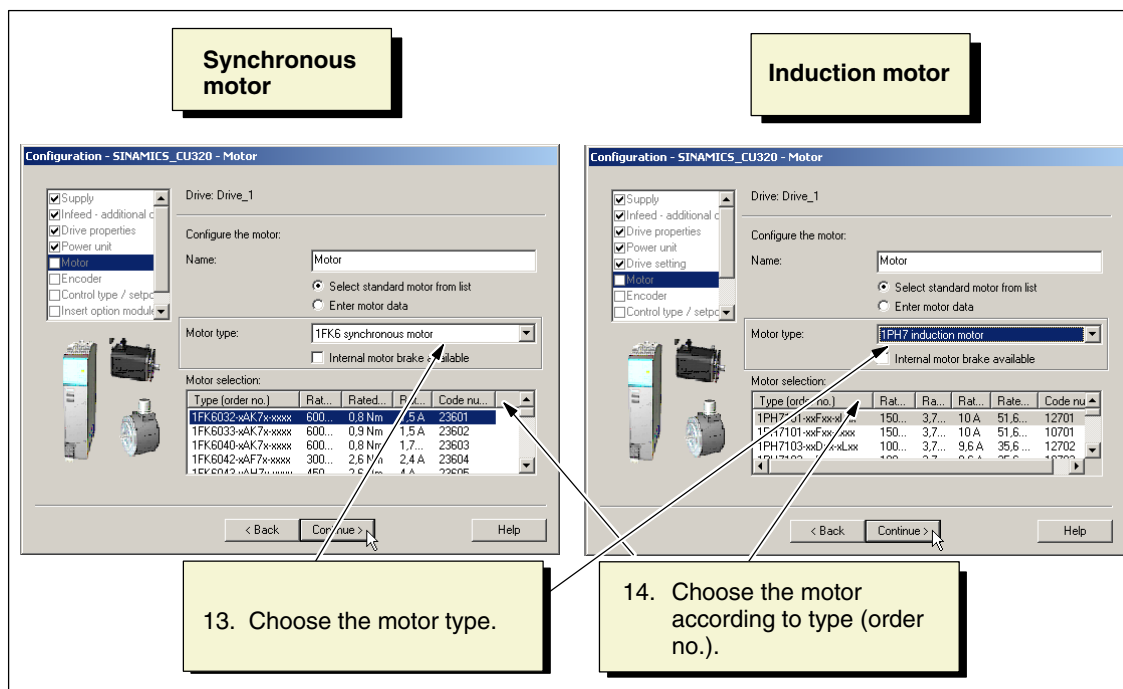 Synchronous
motor
Induction motor
Configuration - SINAMICS_CU320 - Motor
Supply
Infeed - additional c
Drive properties
Power unit
Motor
Encoder
Control type / setpo
Insert option module
Drive: Drive_1
Configure the motor:
Name: Motor
Select standard motor from list
Enter motor data
Motor type: 1FK6 synchronous motor
Internal motor brake available
Motor selection:
Type (order no.) Rat... Rated... Code nu...
1FK6032-xAK7x-xxxx 600... 0,8 Nm 1,5 A 23601
1FK6033-xAK7x-xxxx 600... 0,9 Nm 1,5 A 23602
1FK6040-xAK7x-xxxx 600... 0,8 Nm 1,7... 23603
1FK6042-xAF7x-xxxx 300... 2,6 Nm 2,4 A 23604
< Back Continue > Help
Configuration - SINAMICS_CU320 - Motor
Supply
Infeed - additional c
Drive properties
Power unit
Drive setting
Motor
Encoder
Control type / setpo
Drive: Drive_1
Configure the motor:
Name: Motor
Select standard motor from list
Enter motor data
Motor type: 1PH7 induction motor
Internal motor brake available
Motor selection:
Type (order no.) Rat... Ra... Rat... Rate... Code nu
150... 3,7... 10 A 51,6... 12701
150... 3,7... 10 A 51,6... 10701
100... 3,7... 9,6 A 35,6... 12702
< Back Continue > Help
13. Choose the motor type.
14. Choose the motor
according to type (order
no.).